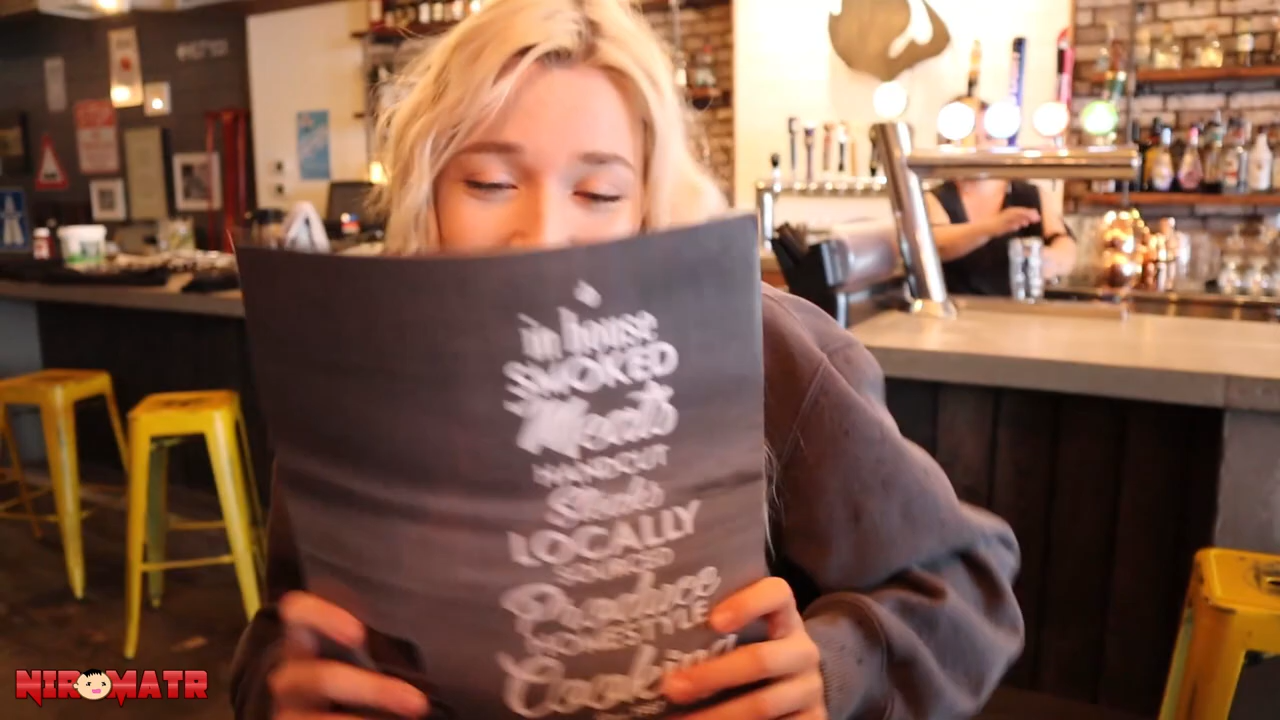 in house
SMOKED
Meats
HANDCUT
Steaks
LOCALLY
SOURCED
Produce
HOMESTYLE
Cooking
NIROMATR